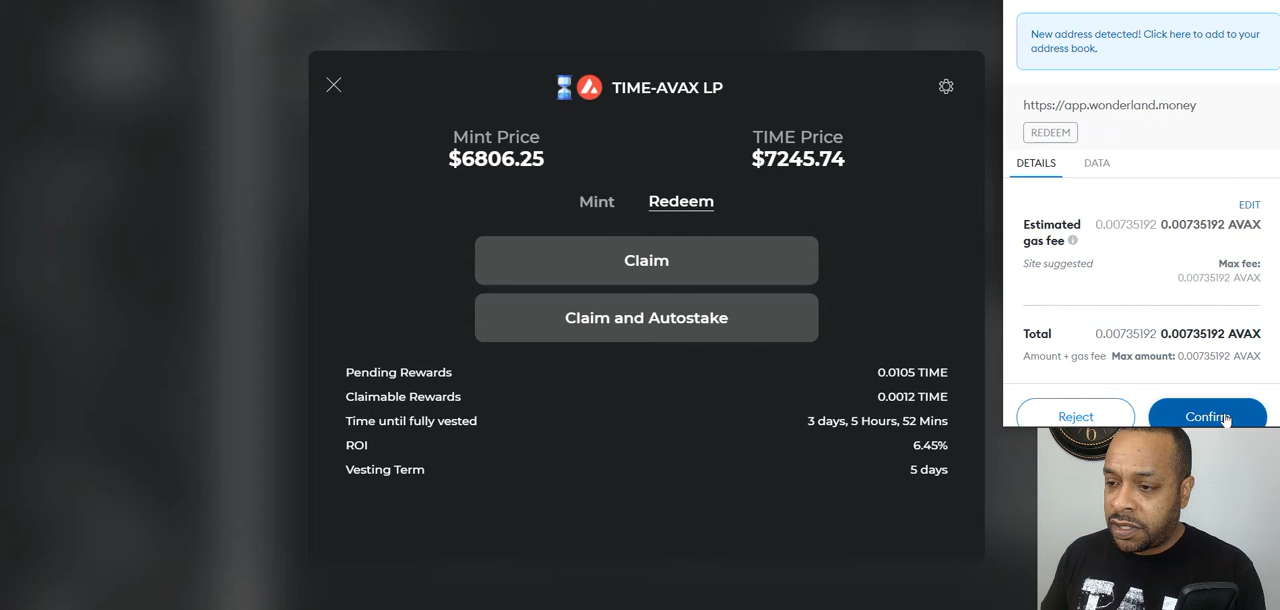 TIME-AVAX LP
Mint Price
$6806.25
TIME Price
$7245.74
Mint
Redeem
Claim
Claim and Autostake
Pending Rewards 0.0105 TIME
Claimable Rewards 0.0012 TIME
Time until fully vested 3 days, 5 Hours, 52 Mins
ROI 6.45%
Vesting Term 5 days
New address detected! Click here to add to your
address book.
https://app.wonderland.money
REDEEM
DETAILS DATA
EDIT
Estimated 0.00735192 0.00735192 AVAX
gas fee
Site suggested Max fee:
0.00735192 AVAX
Total 0.00735192 0.00735192 AVAX
Amount + gas fee Max amount: 0.00735192 AVAX
Reject Confirm
6